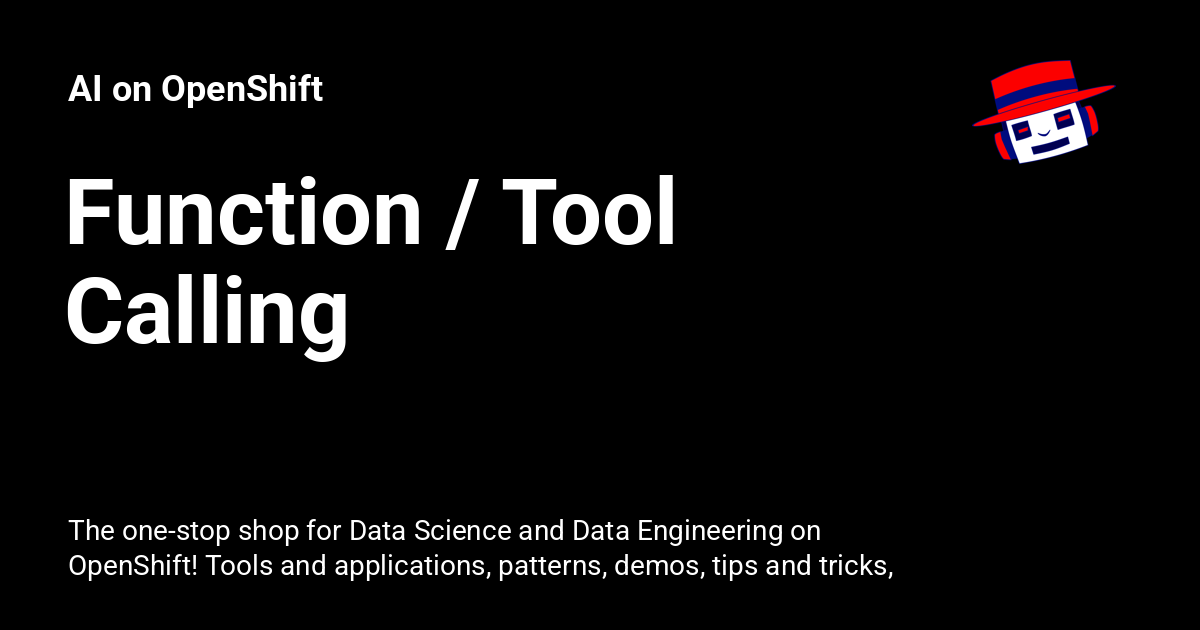 AI on OpenShift
Function / Tool
Calling
The one-stop shop for Data Science and Data Engineering on
OpenShift! Tools and applications, patterns, demos, tips and tricks,